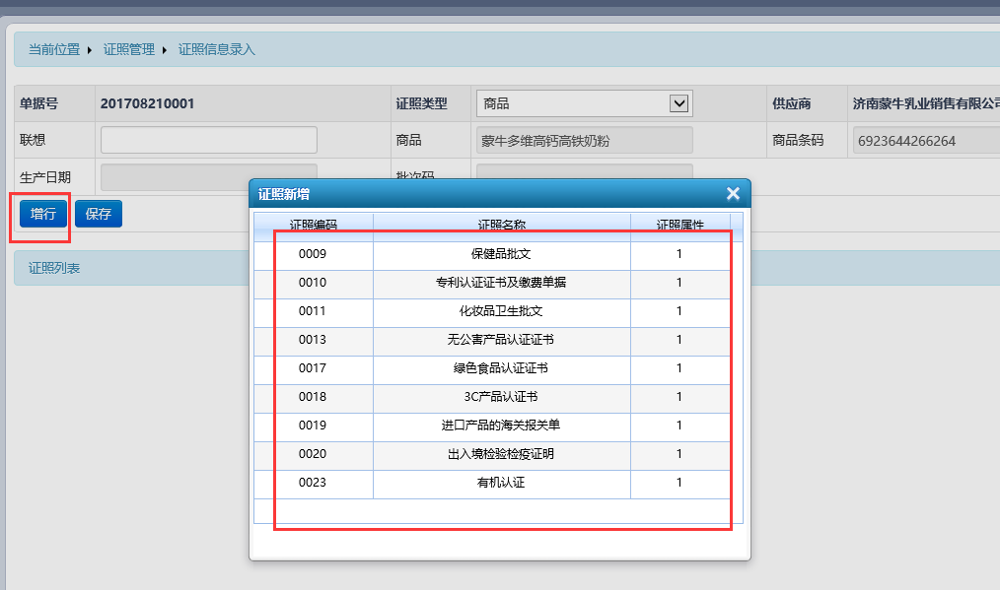 当前位置 证照管理 证照信息录入
单据号 201708210001 证照类型 商品 供应商 济南蒙牛乳业销售有限公司
联想 商品 蒙牛多维高钙高铁奶粉 商品条码 6923644266264
生产日期 批次码
证照新增
增行 保存
证照编码 证照名称 证照属性
0009 保健品批文 1
证照列表
0010 专利认证证书及缴费单据 1
0011 化妆品卫生批文 1
0013 无公害产品认证证书 1
0017 绿色食品认证证书 1
0018 3C产品认证书 1
0019 进口产品的海关报关单 1
0020 出入境检验检疫证明 1
0023 有机认证 1